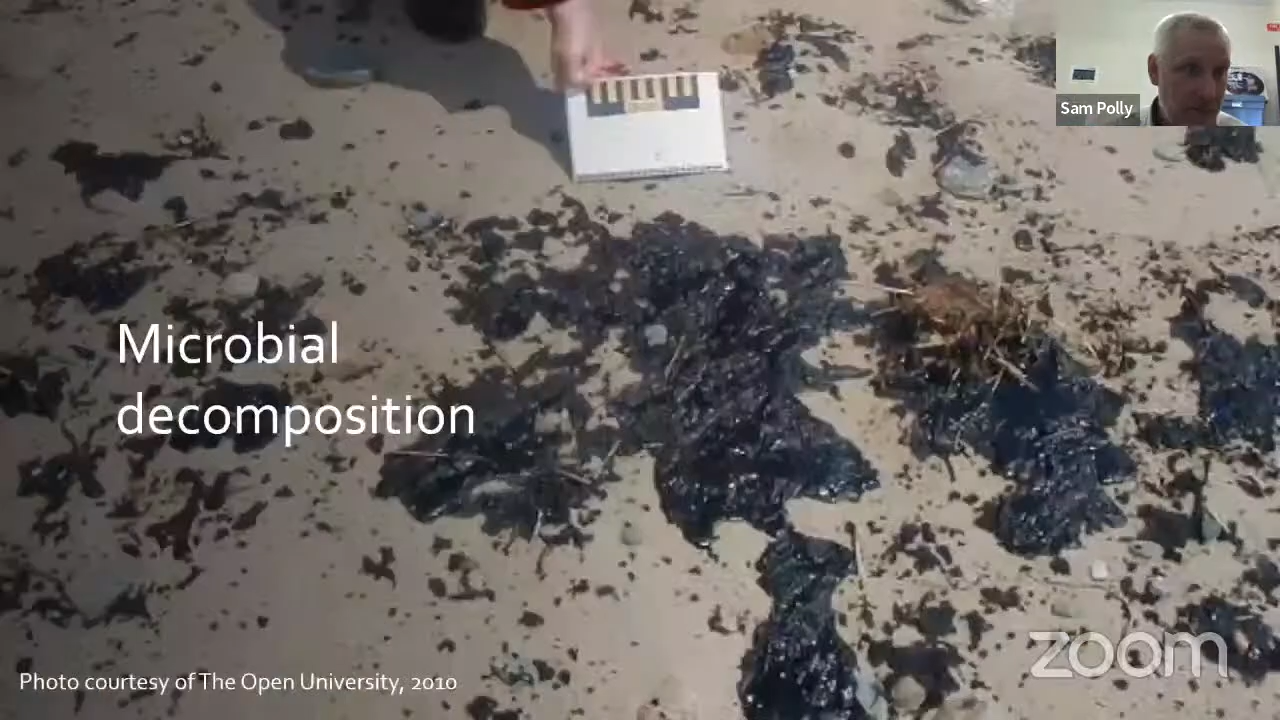 Sam Polly
Microbial
decomposition
Photo courtesy of The Open University, 2010
zoom